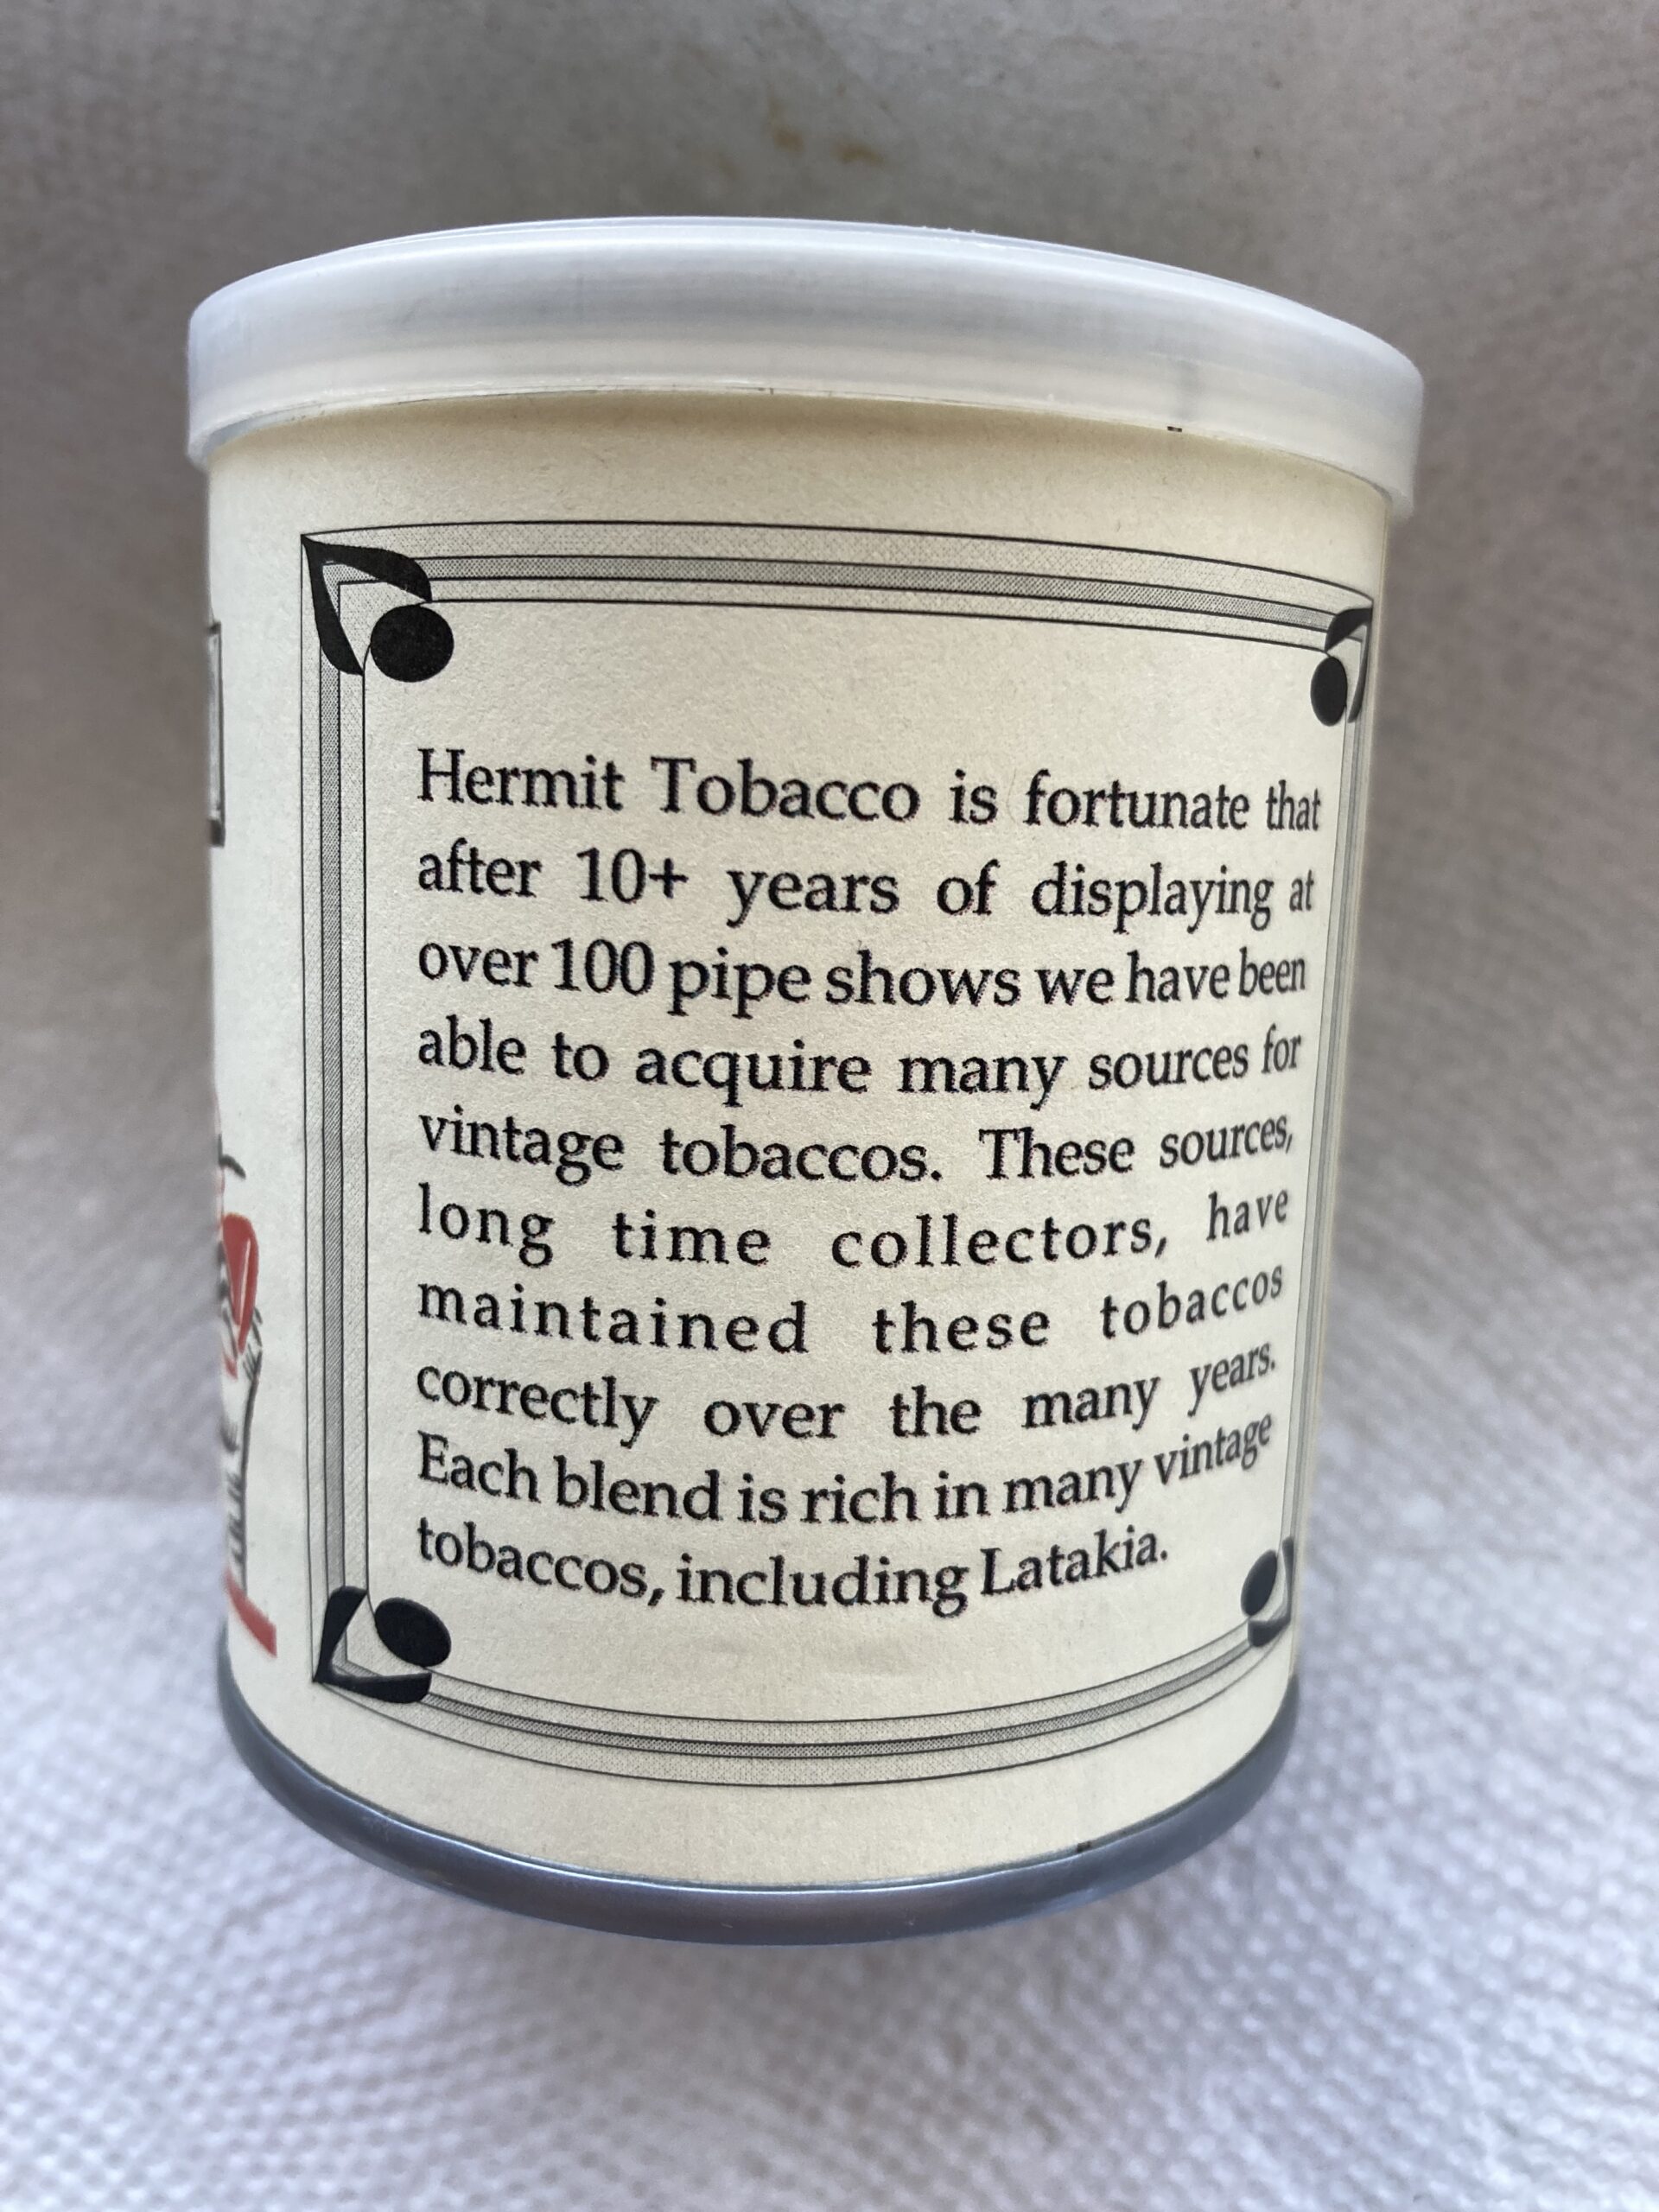 Hermit Tobacco is fortunate that
after 10+ years of displaying at
over 100 pipe shows we have been
able to acquire many sources for
vintage tobaccos. These sources,
long time collectors, have
maintained these tobaccos
correctly over the many years.
Each blend is rich in many vintage
tobaccos, including Latakia.